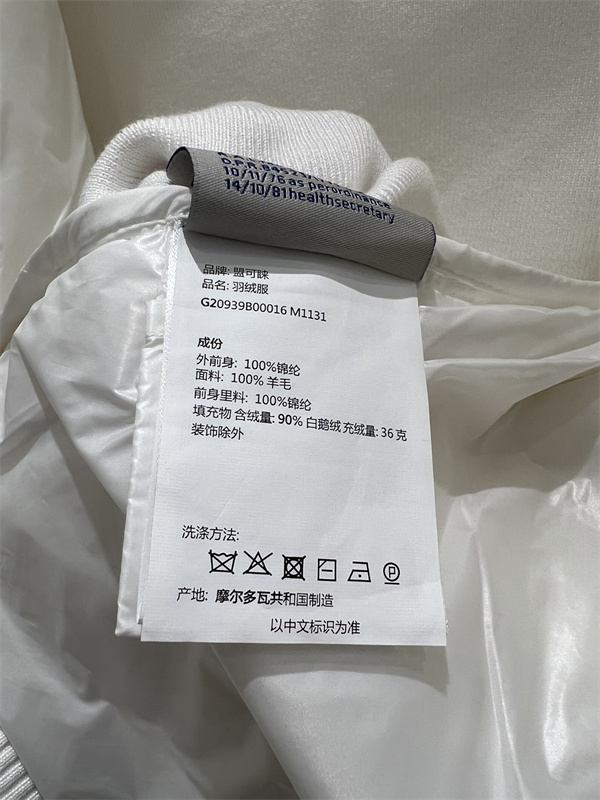 D.P.R.
10/11/76 as perordinance
14/10/81healthsecretary
品牌: 盟可睐
品名: 羽绒服
G20939B00016 M1131
成份
外前身: 100%锦纶
面料: 100% 羊毛
前身里料: 100%锦纶
填充物 含绒量: 90% 白鹅绒 充绒量: 36 克
装饰除外
洗涤方法:
P
产地: 摩尔多瓦共和国制造
以中文标识为准